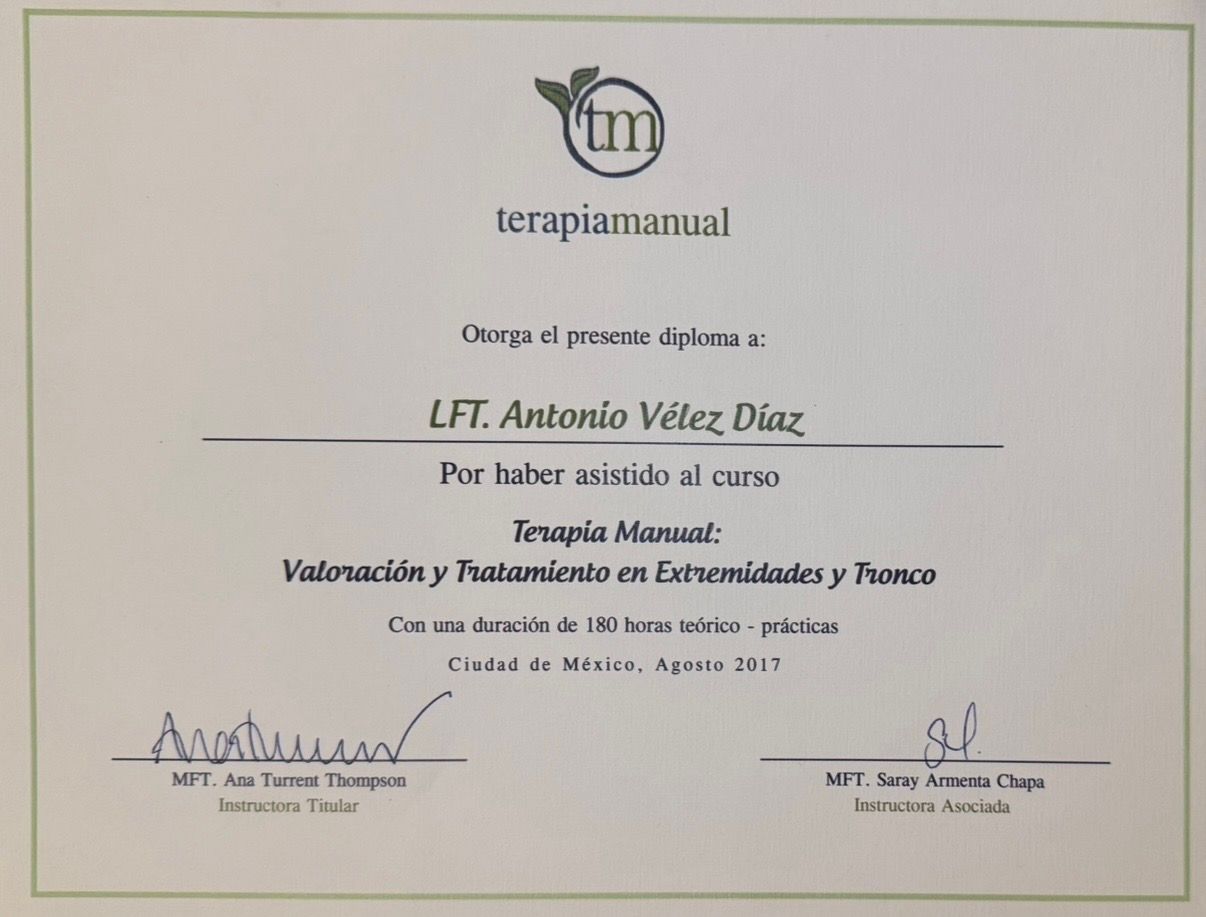 tm
terapiamanual
Otorga el presente diploma a:
LFT. Antonio Vélez Díaz
Por haber asistido al curso
Terapia Manual:
Valoración y Tratamiento en Extremidades y Tronco
Con una duración de 180 horas teórico - prácticas
Ciudad de México, Agosto 2017
MFT. Ana Turrent Thompson
Instructora Titular
MFT. Saray Armenta Chapa
Instructora Asociada